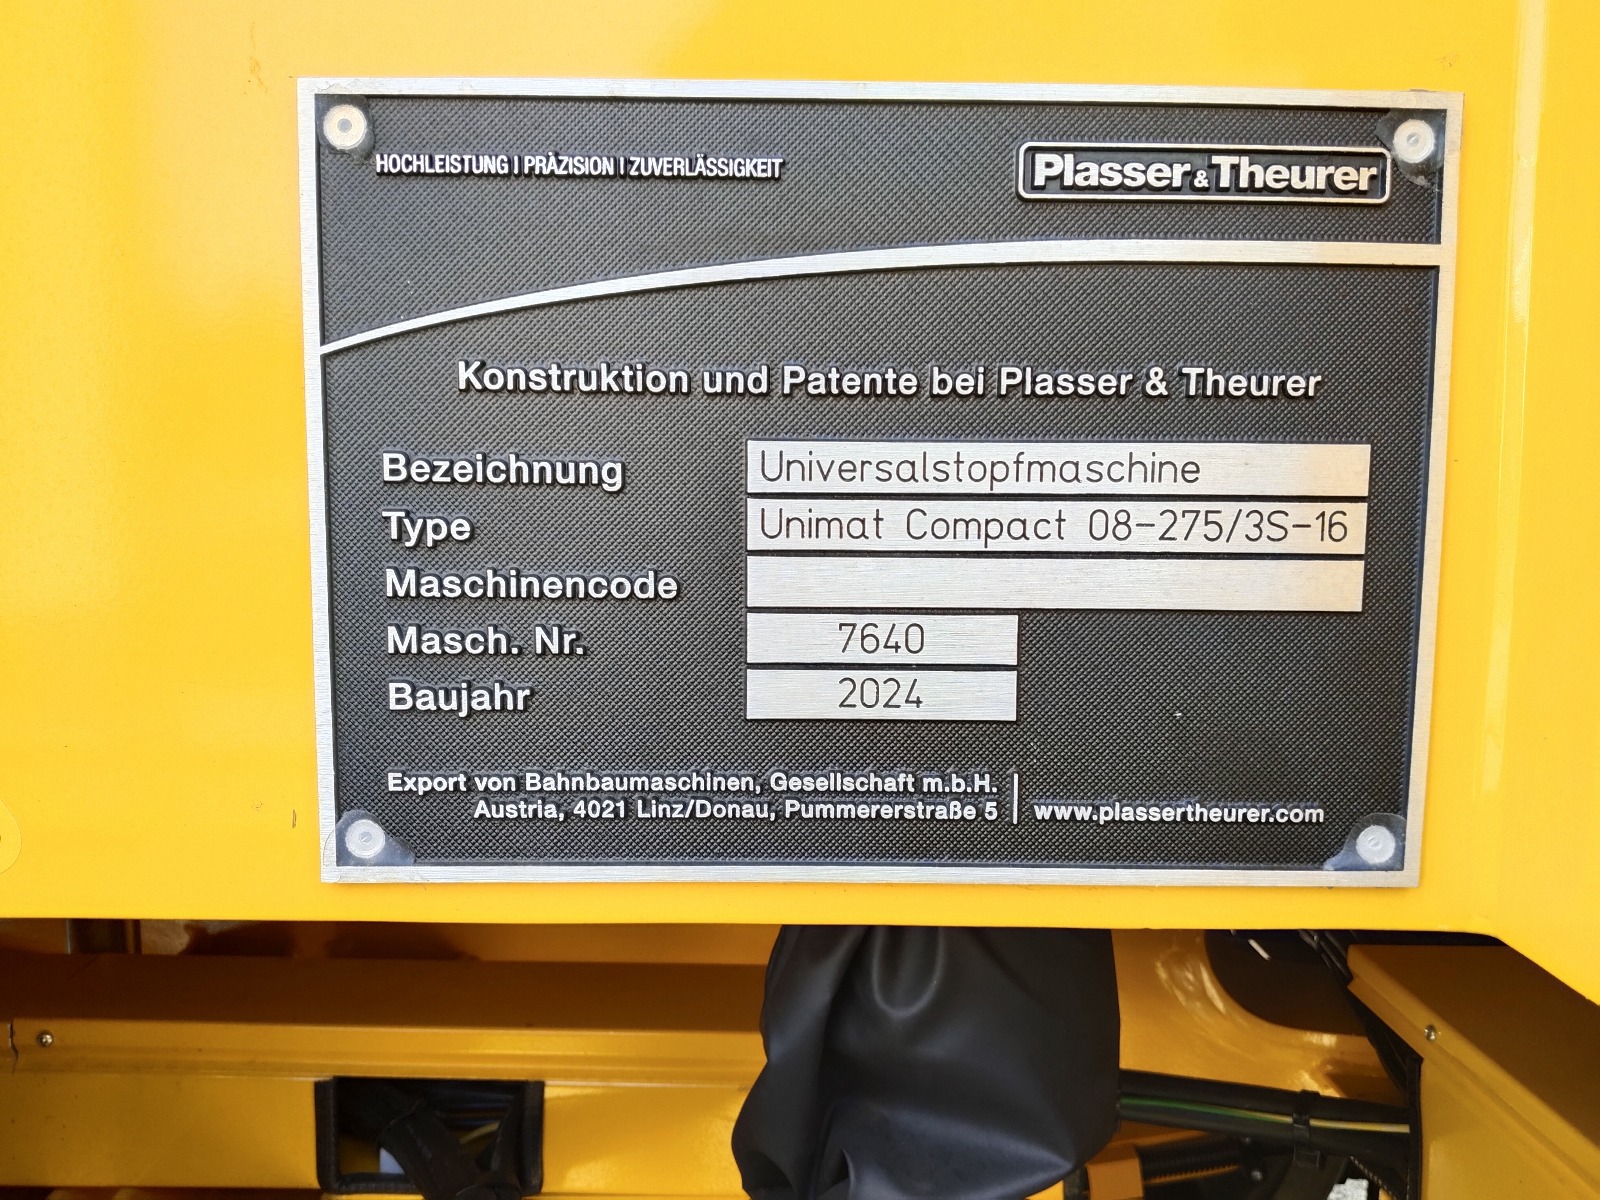 HOCHLEISTUNG | PRÄZISION | ZUVERLÄSSIGKEIT
Plasser & Theurer
Konstruktion und Patente bei Plasser & Theurer
Bezeichnung Universalstopfmaschine
Type Unimat Compact 08-275/3S-16
Maschinencode
Masch. Nr. 7640
Baujahr 2024
Export von Bahnbaumaschinen, Gesellschaft m.b.H.
Austria, 4021 Linz/Donau, Pummererstraße 5 | www.plassertheurer.com